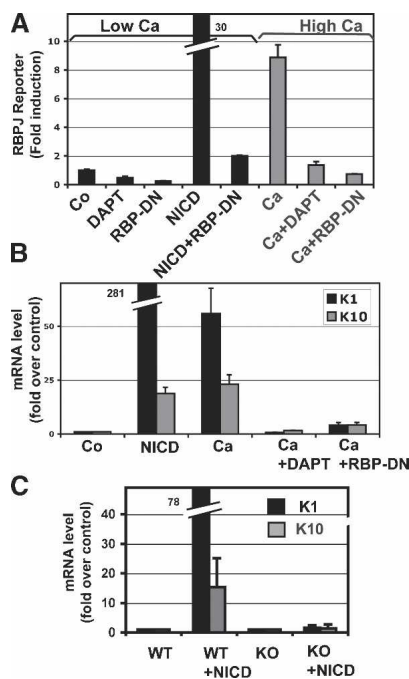 A
Low Ca
30
High Ca
RBPJ Reporter
(Fold induction)
10
8
6
4
2
0
Co
DAPT
RBP-DN
NICD
NICD+RBP-DN
Ca
Ca+DAPT
Ca+RBP-DN
B
281
K1
K10
mRNA level
(fold over control)
50
25
0
Co
NICD
Ca
Ca
Ca
+DAPT
+RBP-DN
C
78
K1
K10
mRNA level
(fold over control)
40
30
20
10
0
WT
WT
KO
KO
+NICD
+NICD